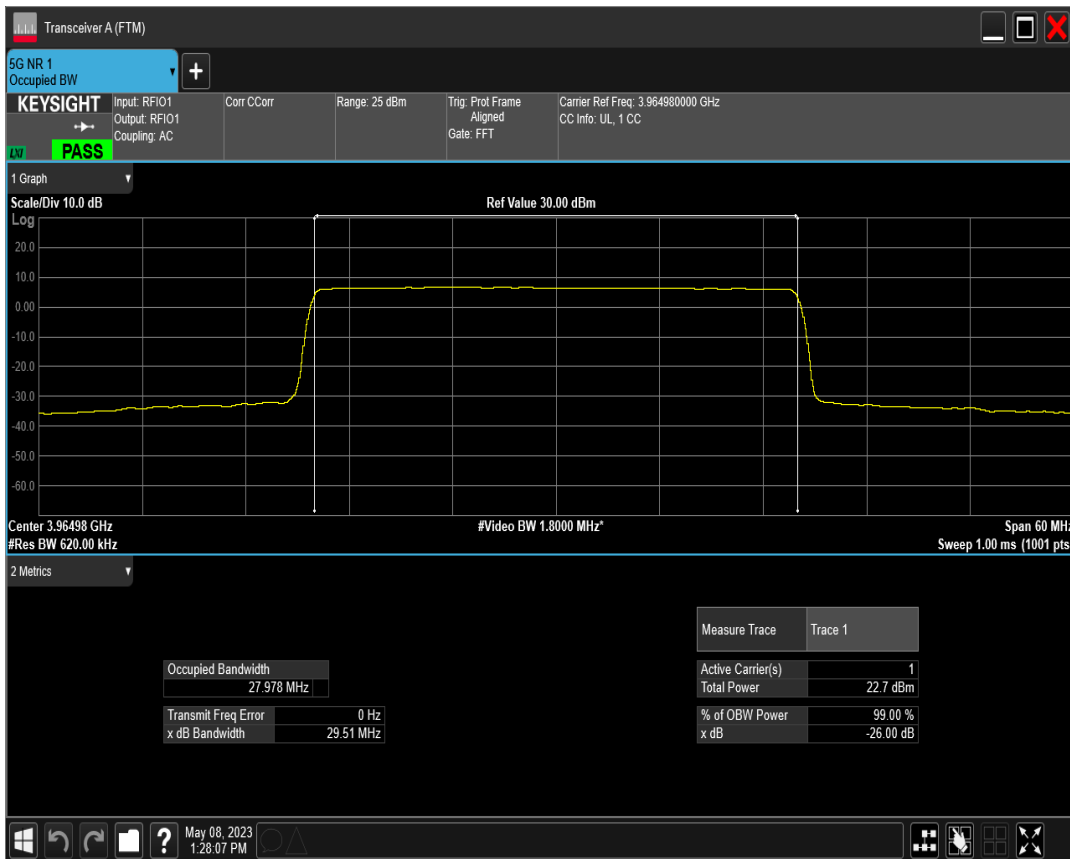 Transceiver A (FTM)
5G NR 1
Occupied BW
+
KEYSIGHT
LXI
PASS
Input: RFIO1
Output: RFIO1
Coupling: AC
Corr CCorr
Range: 25 dBm
Trig: Prot Frame
Aligned
Gate: FFT
Carrier Ref Freq: 3.964980000 GHz
CC Info: UL, 1 CC
1 Graph
Scale/Div 10.0 dB
Ref Value 30.00 dBm
Log
20.0
10.0
0.00
-10.0
-20.0
-30.0
-40.0
-50.0
-60.0
Center 3.96498 GHz
#Video BW 1.8000 MHz*
Span 60 MHz
#Res BW 620.00 kHz
Sweep 1.00 ms (1001 pts
2 Metrics
Measure Trace Trace 1
Occupied Bandwidth
27.978 MHz
Active Carrier(s) 1
Total Power 22.7 dBm
Transmit Freq Error 0 Hz
x dB Bandwidth 29.51 MHz
% of OBW Power 99.00 %
x dB -26.00 dB
?
May 08, 2023
1:28:07 PM